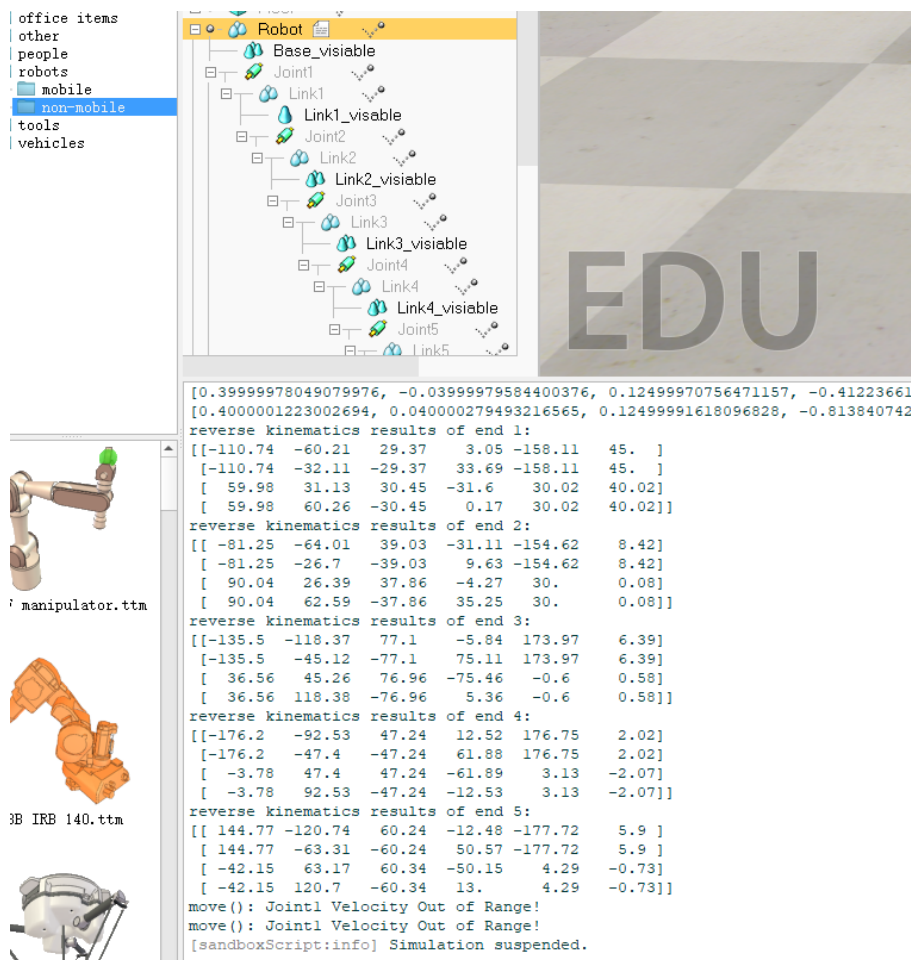 office items
other
people
robots
mobile
non-mobile
tools
vehicles
manipulator.ttm
IRB 140.ttm
Robot
Base_visiable
Joint1
Link1
Link1_visable
Joint2
Link2
Link2_visiable
Joint3
Link3
Link3_visiable
Joint4
Link4
Link4_visiable
Joint5
Link5
EDU
[0.39999978049079976, -0.03999979584400376, 0.12499970756471157, -0.41223661
[0.4000001223002694, 0.040000279493216565, 0.12499991618096828, -0.813840742
reverse kinematics results of end 1:
[[-110.74 -60.21 29.37 3.05 -158.11 45. ]
[-110.74 -32.11 -29.37 33.69 -158.11 45. ]
[ 59.98 31.13 30.45 -31.6 30.02 40.02]
[ 59.98 60.26 -30.45 0.17 30.02 40.02]]
reverse kinematics results of end 2:
[[ -81.25 -64.01 39.03 -31.11 -154.62 8.42]
[ -81.25 -26.7 -39.03 9.63 -154.62 8.42]
[ 90.04 26.39 37.86 -4.27 30. 0.08]
[ 90.04 62.59 -37.86 35.25 30. 0.08]]
reverse kinematics results of end 3:
[[-135.5 -118.37 77.1 -5.84 173.97 6.39]
[-135.5 -45.12 -77.1 75.11 173.97 6.39]
[ 36.56 45.26 76.96 -75.46 -0.6 0.58]
[ 36.56 118.38 -76.96 5.36 -0.6 0.58]]
reverse kinematics results of end 4:
[[-176.2 -92.53 47.24 12.52 176.75 2.02]
[-176.2 -47.4 -47.24 61.88 176.75 2.02]
[ -3.78 47.4 47.24 -61.89 3.13 -2.07]
[ -3.78 92.53 -47.24 -12.53 3.13 -2.07]]
reverse kinematics results of end 5:
[[ 144.77 -120.74 60.24 -12.48 -177.72 5.9 ]
[ 144.77 -63.31 -60.24 50.57 -177.72 5.9 ]
[ -42.15 63.17 60.34 -50.15 4.29 -0.73]
[ -42.15 120.7 -60.34 13. 4.29 -0.73]]
move(): Joint1 Velocity Out of Range!
move(): Joint1 Velocity Out of Range!
[sandboxScript:info] Simulation suspended.